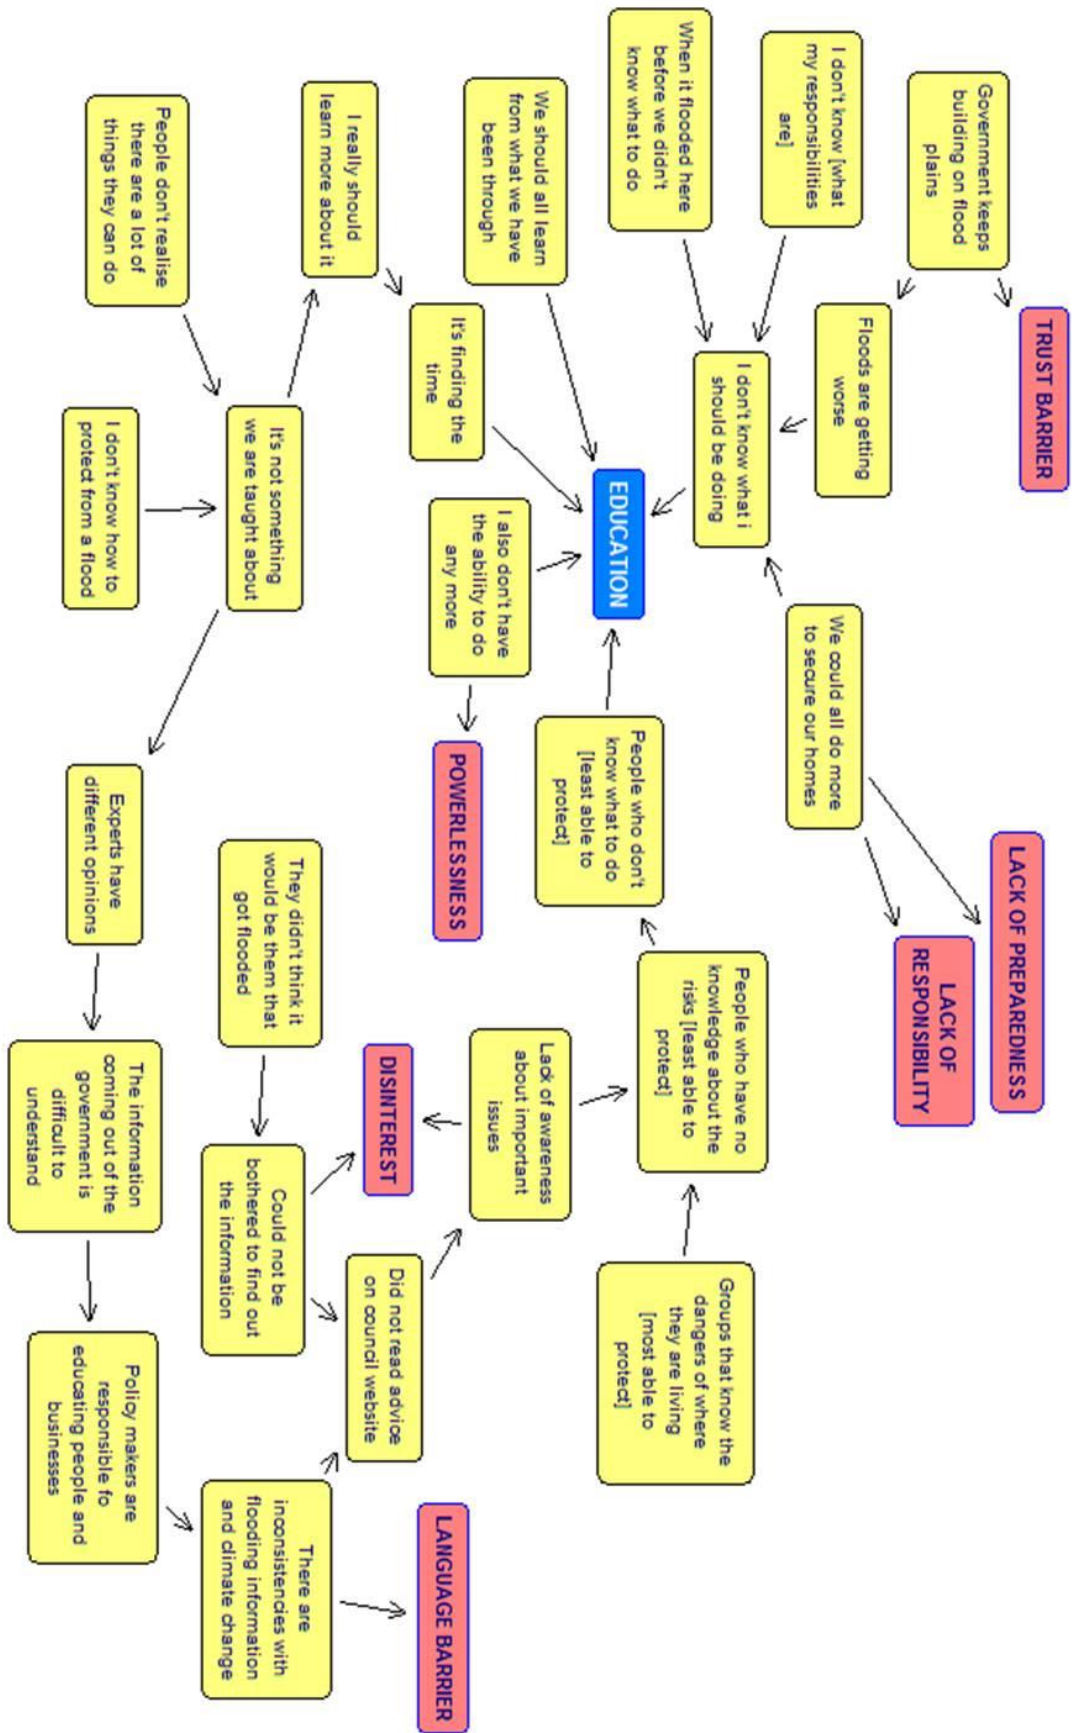 TRUST BARRIER
LACK OF PREPAREDNESS
LACK OF
RESPONSIBILITY
Government keeps
building on flood
plains
Floods are getting
worse
We could all do more
to secure our homes
I don't know [what
my responsibilities
are]
I don't know what i
should be doing
People who have no
knowledge about the
risks [least able to
protect]
Groups that know the
dangers of where
they are living
[most able to
protect]
When it flooded here
before we didn't
know what to do
EDUCATION
People who don't
know what to do
[least able to
protect]
We should all learn
from what we have
been through
I also don't have
the ability to do
any more
Lack of awareness
about important
issues
It's finding the
time
POWERLESSNESS
LANGUAGE BARRIER
I really should
learn more about it
DISINTEREST
Did not read advice
on council website
They didn't think it
would be them that
got flooded
It's not something
we are taught about
Could not be
bothered to find out
the information
There are
inconsistencies with
flooding information
and climate change
People don't realise
there are a lot of
things they can do
I don't know how to
protect from a flood
Experts have
different opinions
The information
coming out of the
government is
difficult to
understand
Policy makers are
responsible fo
educating people and
businesses